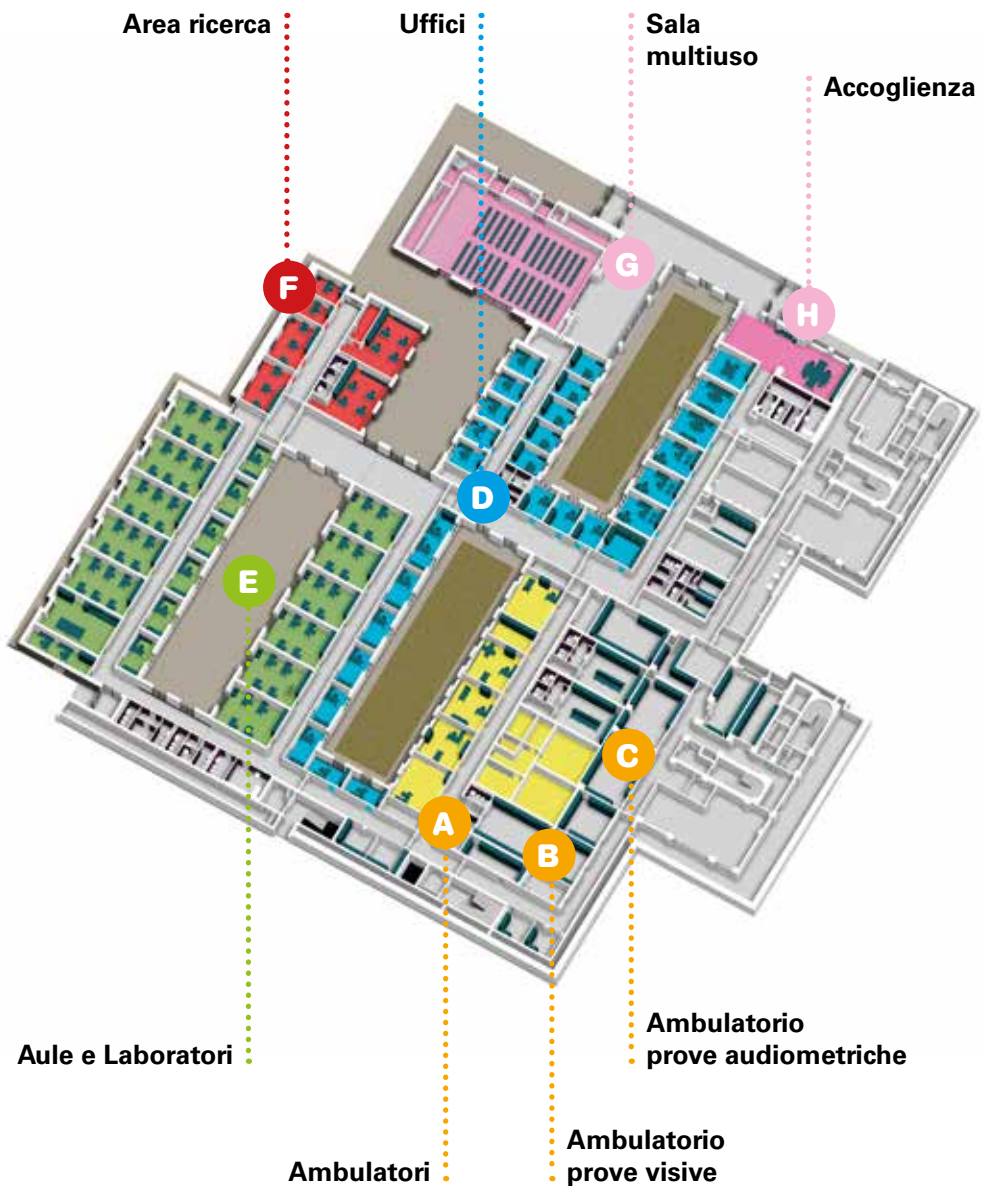 Area ricerca
Uffici
Sala
multiuso
Accoglienza
G
F
H
D
E
C
A
B
Aule e Laboratori
Ambulatorio
prove audiometriche
Ambulatori
Ambulatorio
prove visive